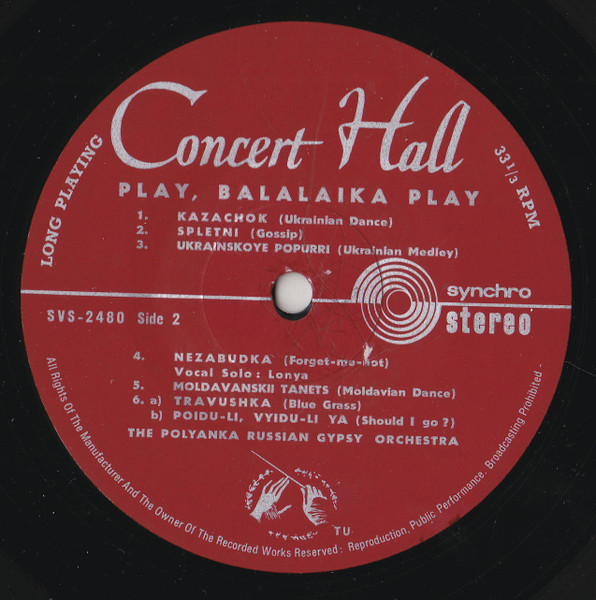 Concert Hall
LONG PLAYING
33 1/3 RPM
PLAY, BALALAIKA PLAY
1. KAZACHOK (Ukrainian Dance)
2. SPLETNI (Gossip)
3. UKRAINSKOYE POPURRI (Ukrainian Medley)
synchro
stereo
SVS-2480 Side 2
4. NEZABUDKA (Forget-me-not)
Vocal Solo: Lonya
5. MOLDAVANSKII TANETS (Moldavian Dance)
6. a) TRAVUSHKA (Blue Grass)
b) POIDU-LI, VYIDU-LI YA (Should I go?)
THE POLYANKA RUSSIAN GYPSY ORCHESTRA
TU
All Rights Of The Manufacturer And The Owner Of The Recorded Works Reserved: Reproduction, Public Performance, Broadcasting Prohibited -